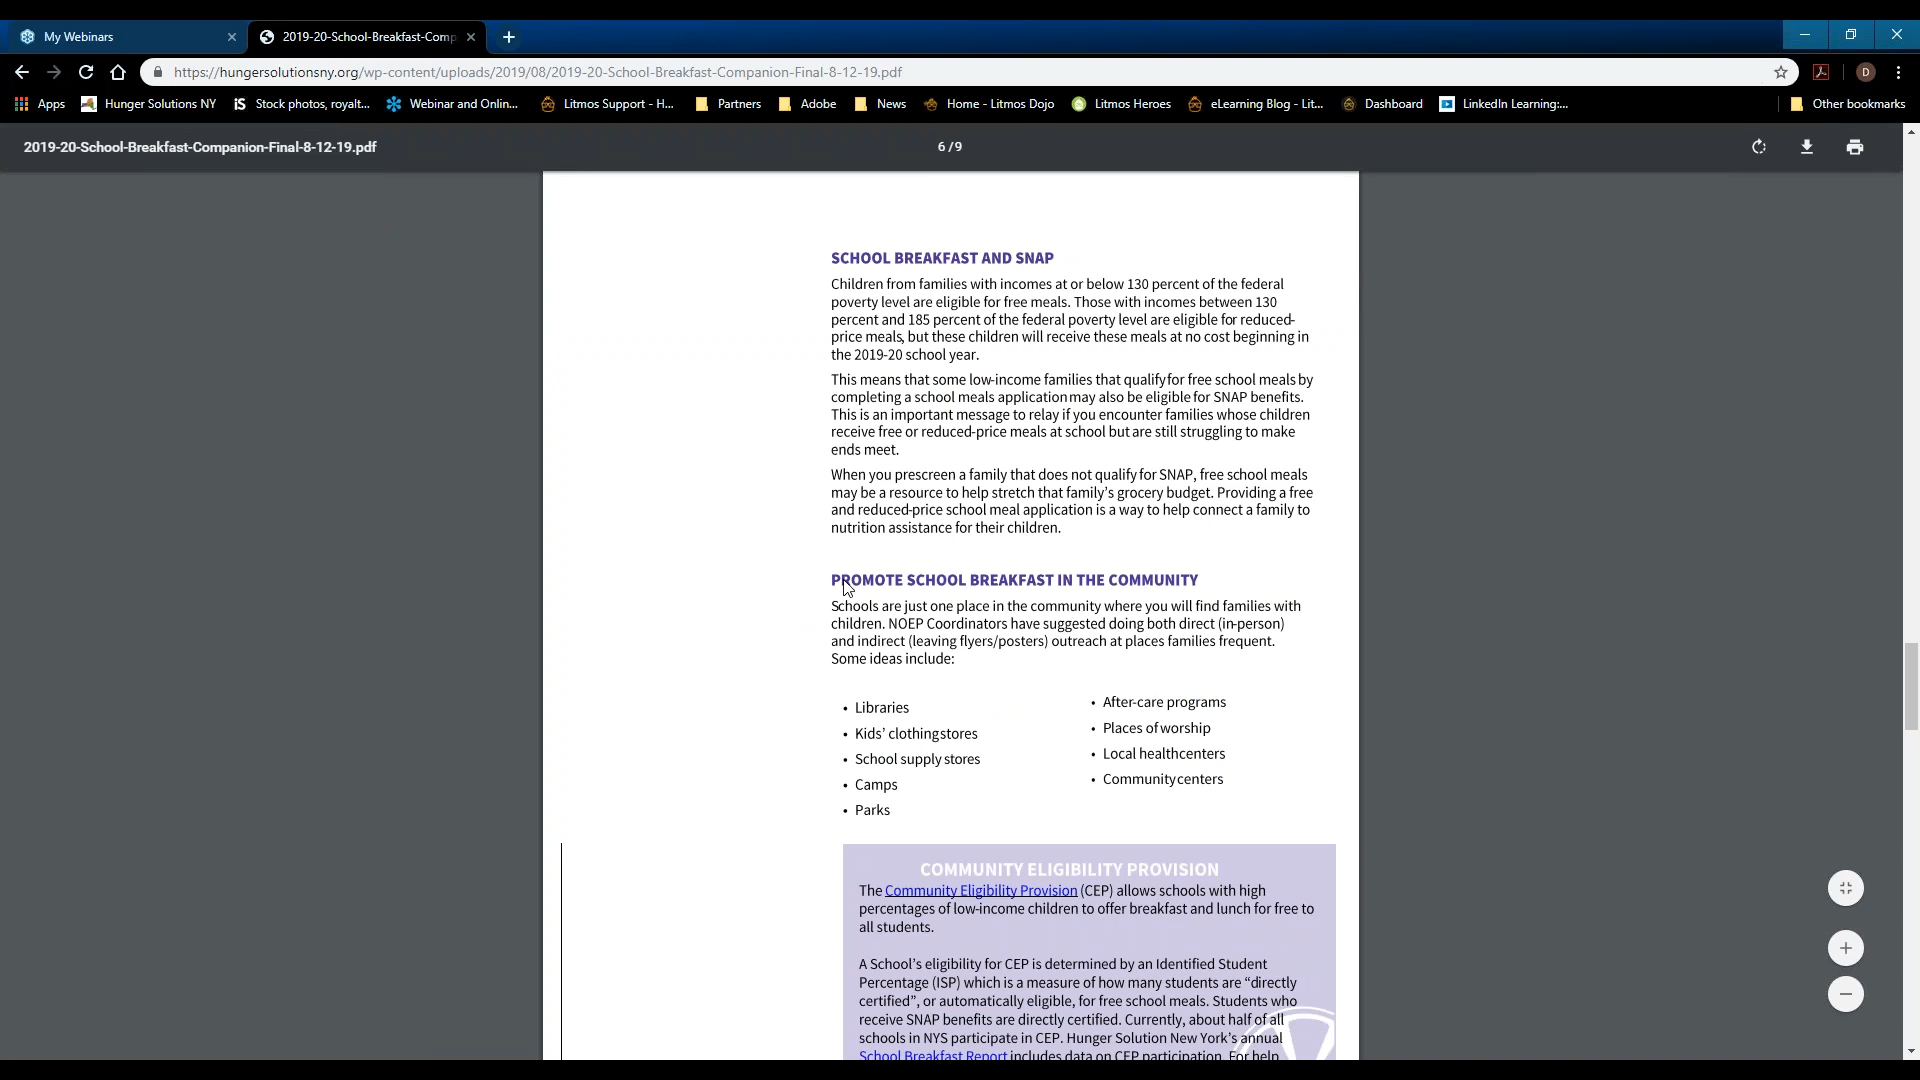 My Webinars
2019-20-School-Breakfast-Comp
https://hungersolutionsny.org/wp-content/uploads/2019/08/2019-20-School-Breakfast-Companion-Final-8-12-19.pdf
D
Apps Hunger Solutions NY iS Stock photos, royalt... Webinar and Onlin... Litmos Support - H... Partners Adobe News Home - Litmos Dojo Litmos Heroes eLearning Blog - Lit... Dashboard LinkedIn Learning:... Other bookmarks
2019-20-School-Breakfast-Companion-Final-8-12-19.pdf 6 / 9
SCHOOL BREAKFAST AND SNAP
Children from families with incomes at or below 130 percent of the federal
poverty level are eligible for free meals. Those with incomes between 130
percent and 185 percent of the federal poverty level are eligible for reduced-
price meals, but these children will receive these meals at no cost beginning in
the 2019-20 school year.
This means that some low-income families that qualify for free school meals by
completing a school meals application may also be eligible for SNAP benefits.
This is an important message to relay if you encounter families whose children
receive free or reduced-price meals at school but are still struggling to make
ends meet.
When you prescreen a family that does not qualify for SNAP, free school meals
may be a resource to help stretch that family's grocery budget. Providing a free
and reduced-price school meal application is a way to help connect a family to
nutrition assistance for their children.
PROMOTE SCHOOL BREAKFAST IN THE COMMUNITY
Schools are just one place in the community where you will find families with
children. NOEP Coordinators have suggested doing both direct (in-person)
and indirect (leaving flyers/posters) outreach at places families frequent.
Some ideas include:
• Libraries
• Kids' clothingstores
• School supply stores
• Camps
• Parks
• After-care programs
• Places of worship
• Local healthcenters
• Communitycenters
COMMUNITY ELIGIBILITY PROVISION
The Community Eligibility Provision (CEP) allows schools with high
percentages of low-income children to offer breakfast and lunch for free to
all students.
A School's eligibility for CEP is determined by an Identified Student
Percentage (ISP) which is a measure of how many students are "directly
certified", or automatically eligible, for free school meals. Students who
receive SNAP benefits are directly certified. Currently, about half of all
schools in NYS participate in CEP. Hunger Solution New York's annual
School Breakfast Report includes data on CEP participation. For help